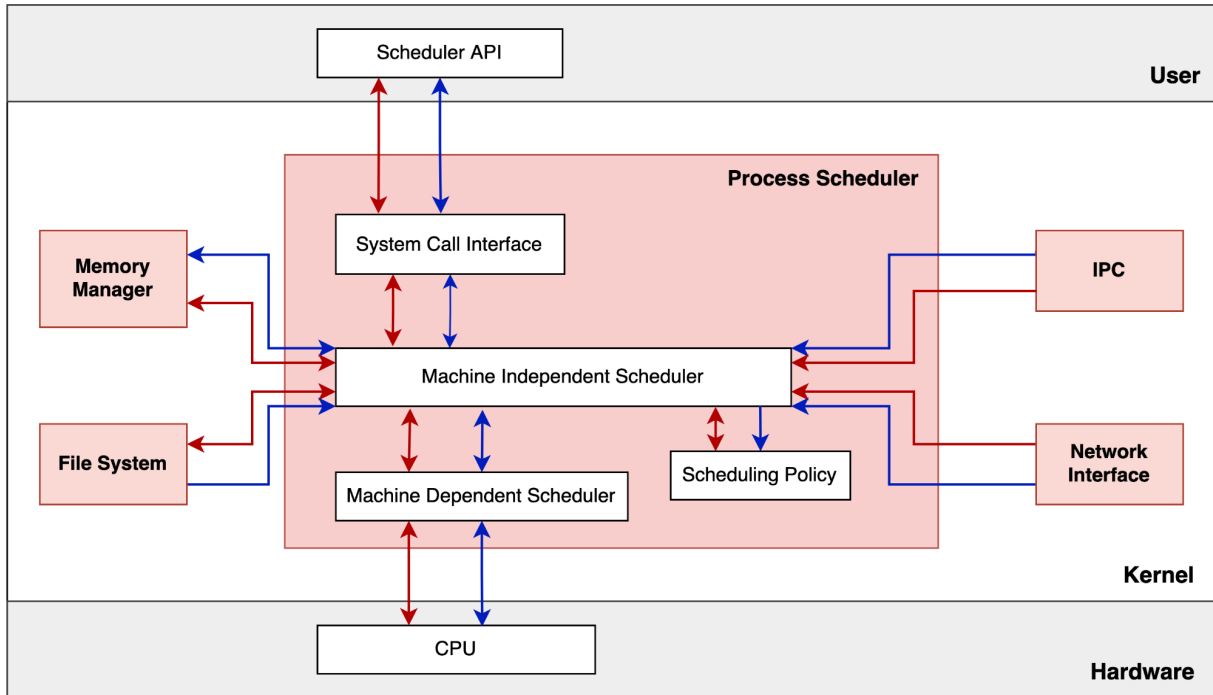 Scheduler API
User
Process Scheduler
System Call Interface
Memory
Manager
IPC
Machine Independent Scheduler
File System
Machine Dependent Scheduler
Scheduling Policy
Network
Interface
Kernel
CPU
Hardware